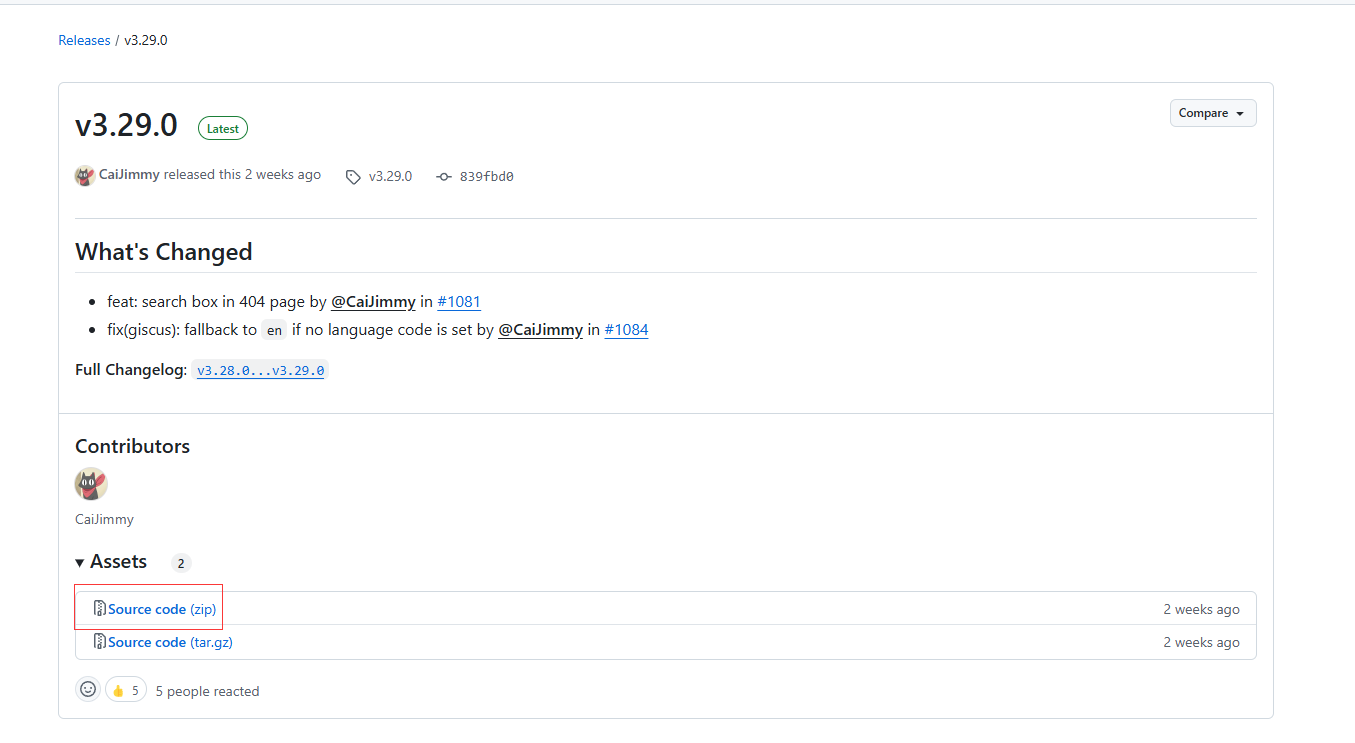 Releases / v3.29.0
v3.29.0 Latest
Compare
CaiJimmy released this 2 weeks ago v3.29.0 839fbd0
What's Changed
feat: search box in 404 page by @CaiJimmy in #1081
fix(giscus): fallback to en if no language code is set by @CaiJimmy in #1084
Full Changelog: v3.28.0...v3.29.0
Contributors
CaiJimmy
Assets 2
Source code (zip) 2 weeks ago
Source code (tar.gz) 2 weeks ago
5 5 people reacted